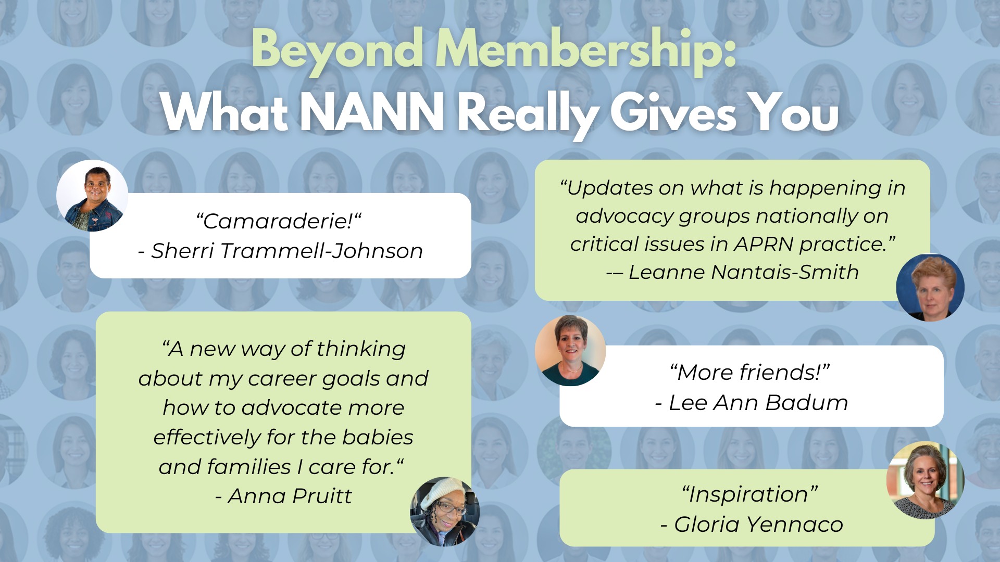 Beyond Membership:
What NANN Really Gives You
“Camaraderie!“
- Sherri Trammell-Johnson
“A new way of thinking
about my career goals and
how to advocate more
effectively for the babies
and families I care for.“
- Anna Pruitt
“Updates on what is happening in
advocacy groups nationally on
critical issues in APRN practice.”
-– Leanne Nantais-Smith
“More friends!”
- Lee Ann Badum
“Inspiration”
- Gloria Yennaco